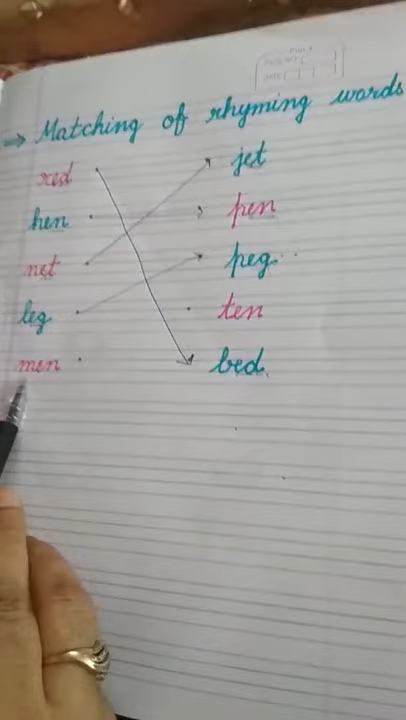 → Matching of rhyming words
red jet
hen pen
net peg
leg ten
men bed